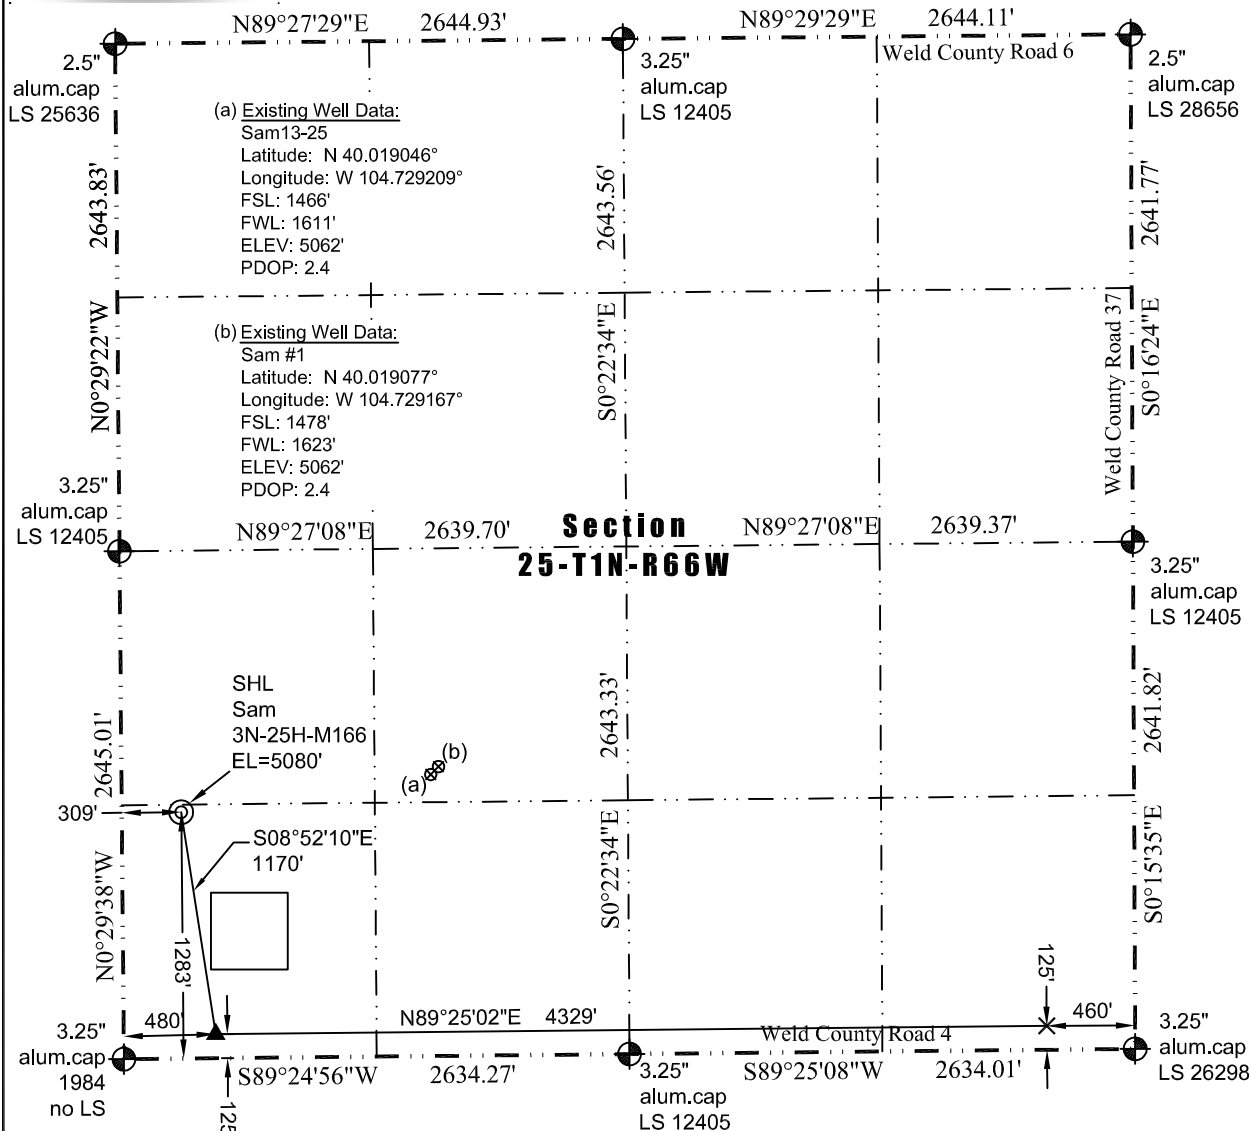 N89°27'29"E 2644.93' N89°29'29"E 2644.11'
Weld County Road 6
2.5"
alum.cap
LS 25636
3.25"
alum.cap
LS 12405
2.5"
alum.cap
LS 28656
(a) Existing Well Data:
Sam13-25
Latitude: N 40.019046°
Longitude: W 104.729209°
FSL: 1466'
FWL: 1611'
ELEV: 5062'
PDOP: 2.4
2643.83'
N0°29'22"W
2643.56'
S0°22'34"E
2641.77'
S0°16'24"E
Weld County Road 37
(b) Existing Well Data:
Sam #1
Latitude: N 40.019077°
Longitude: W 104.729167°
FSL: 1478'
FWL: 1623'
ELEV: 5062'
PDOP: 2.4
3.25"
alum.cap
LS 12405
N89°27'08"E 2639.70' N89°27'08"E 2639.37'
Section
25-T1N-R66W
3.25"
alum.cap
LS 12405
SHL
Sam
3N-25H-M166
EL=5080'
(b)
(a)
2645.01'
N0°29'38"W
2643.33'
S0°22'34"E
2641.82'
S0°15'35"E
309'
S08°52'10"E
1170'
1283'
125'
480'
N89°25'02"E 4329'
460'
Weld County Road 4
3.25"
alum.cap
1984
no LS
S89°24'56"W 2634.27' S89°25'08"W 2634.01'
125
3.25"
alum.cap
LS 12405
3.25"
alum.cap
LS 26298